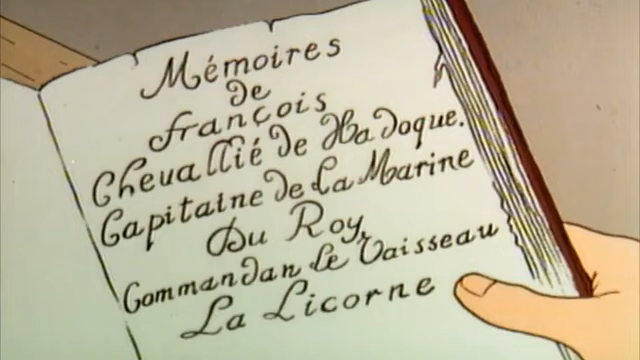 Mémoires
de
françois
Chevallié de Hadoque.
Capitaine de La Marine
Du Roy,
Commandan Le Vaisseau
La Licorne